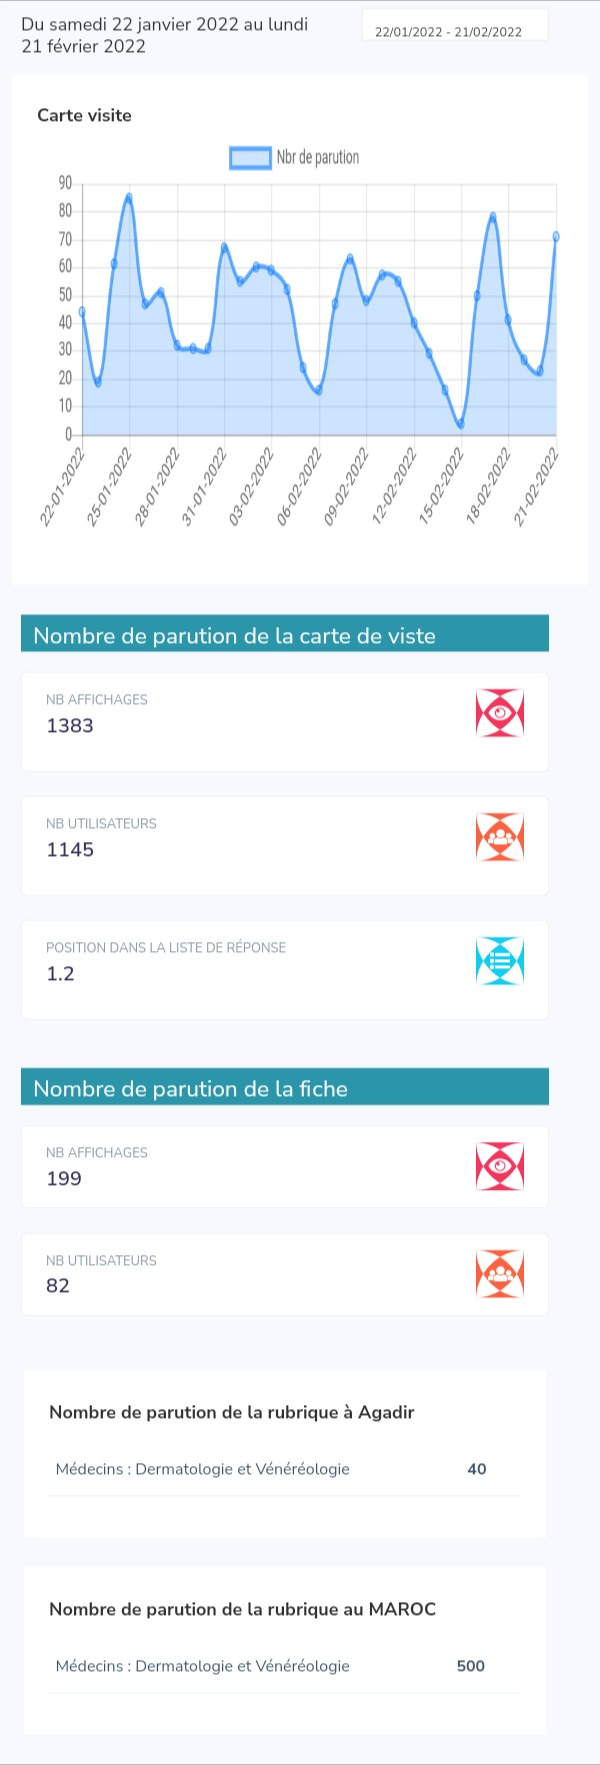 Du samedi 22 janvier 2022 au lundi
21 février 2022
22/01/2022 - 21/02/2022
Carte visite
Nbr de parution
90
80
70
60
50
40
30
20
10
0
22-01-2022
25-01-2022
28-01-2022
31-01-2022
03-02-2022
06-02-2022
09-02-2022
12-02-2022
15-02-2022
18-02-2022
21-02-2022
Nombre de parution de la carte de viste
NB AFFICHAGES
1383
NB UTILISATEURS
1145
POSITION DANS LA LISTE DE RÉPONSE
1.2
Nombre de parution de la fiche
NB AFFICHAGES
199
NB UTILISATEURS
82
Nombre de parution de la rubrique à Agadir
Médecins : Dermatologie et Vénéréologie 40
Nombre de parution de la rubrique au MAROC
Médecins : Dermatologie et Vénéréologie 500